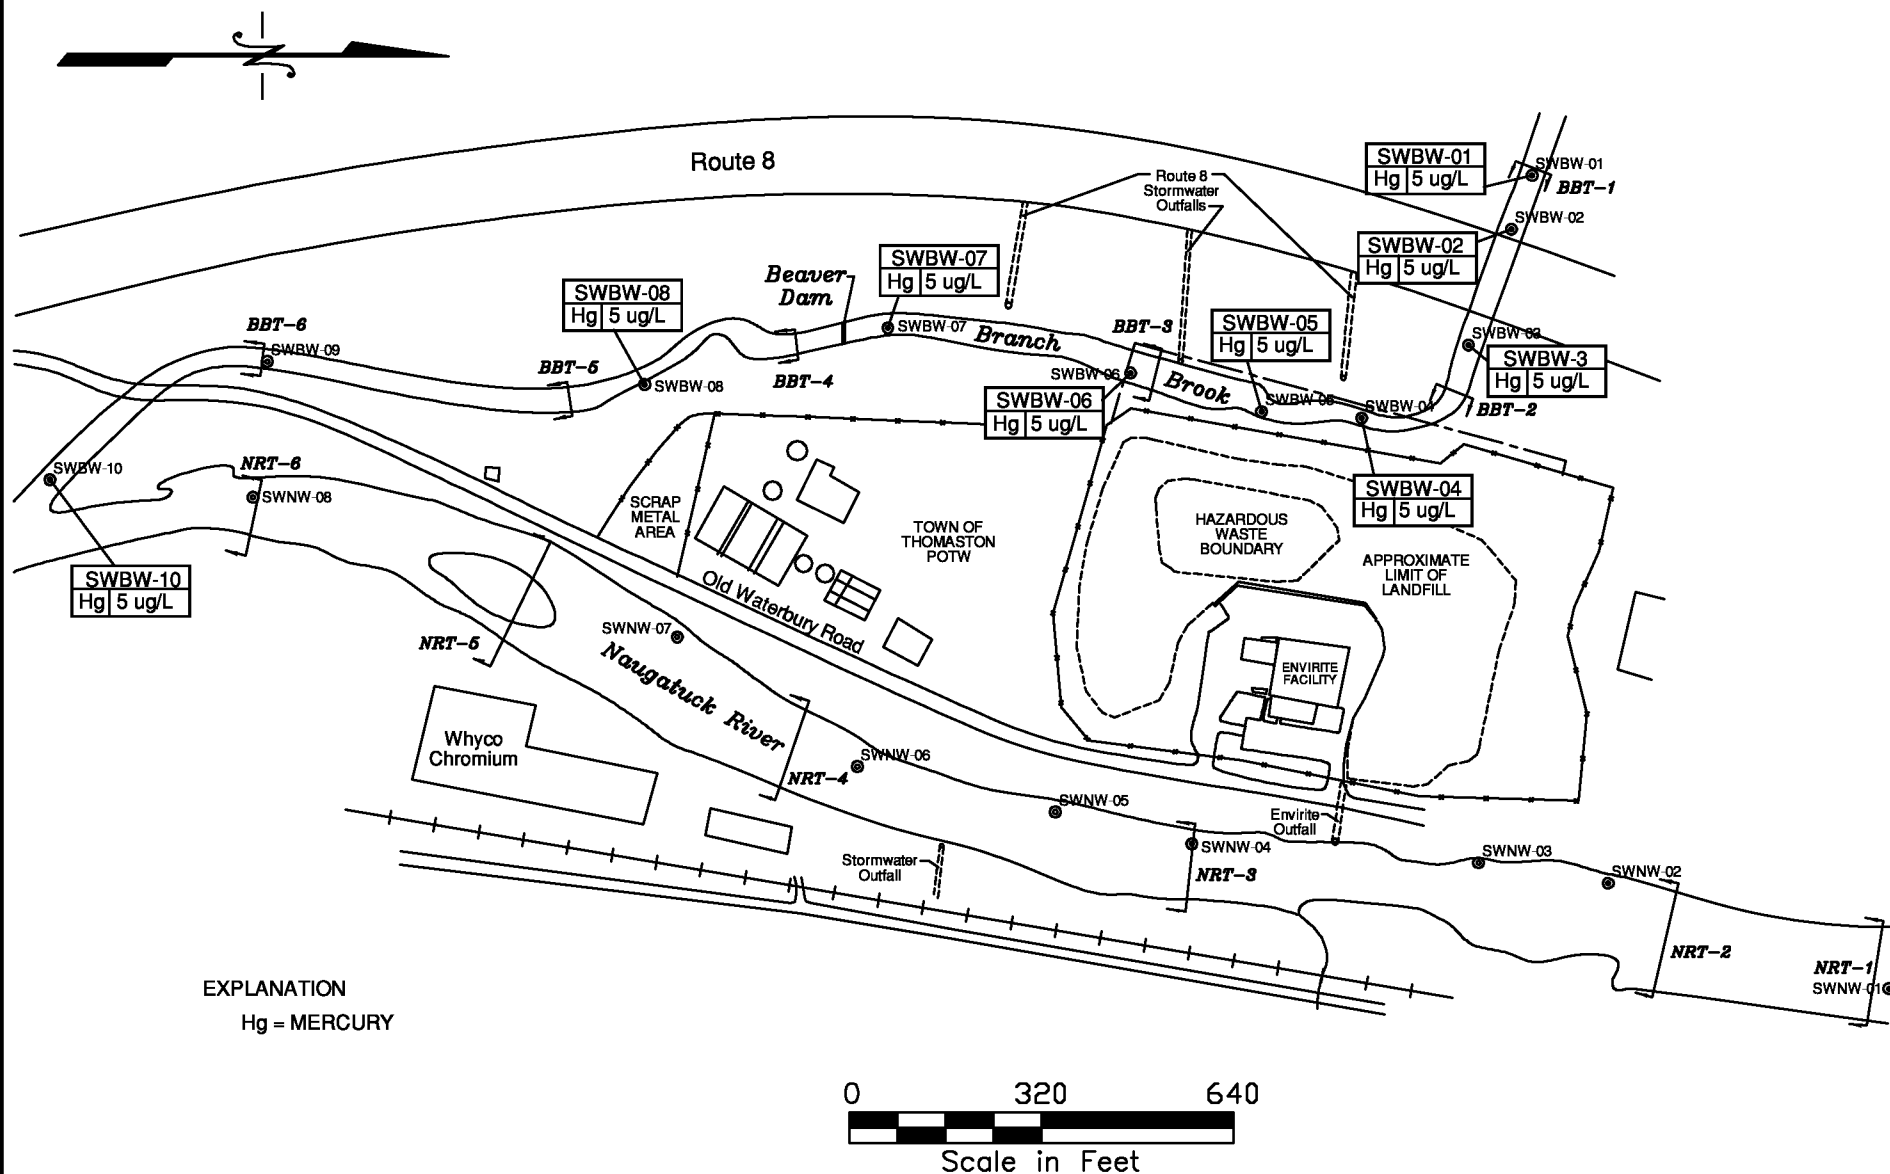 Route 8
Route 8
Stormwater
Outfalls
SWBW-01
Hg 5 ug/L
SWBW-01
BBT-1
SWBW-02
SWBW-02
Hg 5 ug/L
SWBW-07
Hg 5 ug/L
Beaver
Dam
SWBW-08
Hg 5 ug/L
BBT-6
SWBW-09
SWBW-07
Branch
BBT-3
SWBW-05
Hg 5 ug/L
SWBW-03
SWBW-3
Hg 5 ug/L
BBT-5
SWBW-08
BBT-4
SWBW-06
Brook
SWBW-06
Hg 5 ug/L
SWBW-05
SWBW-04
BBT-2
SWBW-10
NRT-6
SWNW-08
SWBW-04
Hg 5 ug/L
SCRAP
METAL
AREA
TOWN OF
THOMASTON
POTW
HAZARDOUS
WASTE
BOUNDARY
APPROXIMATE
LIMIT OF
LANDFILL
SWBW-10
Hg 5 ug/L
Old Waterbury Road
NRT-5
SWNW-07
Naugatuck River
ENVIRITE
FACILITY
Whyco
Chromium
NRT-4
SWNW-06
SWNW-05
Envirite
Outfall
SWNW-04
SWNW-03
Stormwater
Outfall
NRT-3
SWNW-02
NRT-2
NRT-1
SWNW-01
EXPLANATION
Hg = MERCURY
0 320 640
Scale in Feet